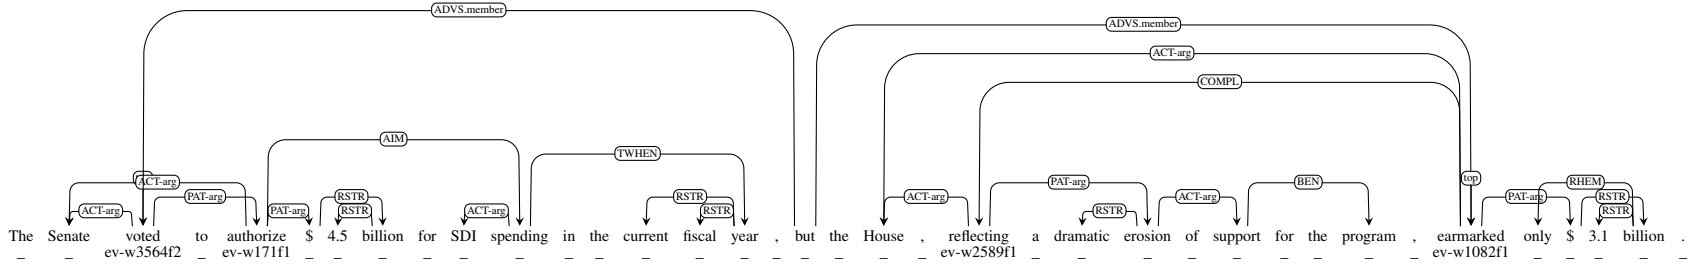 ADVS.member
ADVS.member
ACT-arg
COMPL
AIM
TWHEN
ACT-arg top
PAT-arg RSTR RSTR ACT-arg PAT-arg ACT-arg BEN PAT-arg RHEM RSTR
ACT-arg PAT-arg RSTR ACT-arg RSTR RSTR RSTR
The Senate voted to authorize $ 4.5 billion for SDI spending in the current fiscal year , but the House , reflecting a dramatic erosion of support for the program , earmarked only $ 3.1 billion .
_ _ ev-w3564f2 _ ev-w171f1 _ _ _ _ _ _ _ _ _ _ _ _ _ _ _ _ ev-w2589f1 _ _ _ _ _ _ _ _ _ ev-w1082f1 _ _ _ _ _